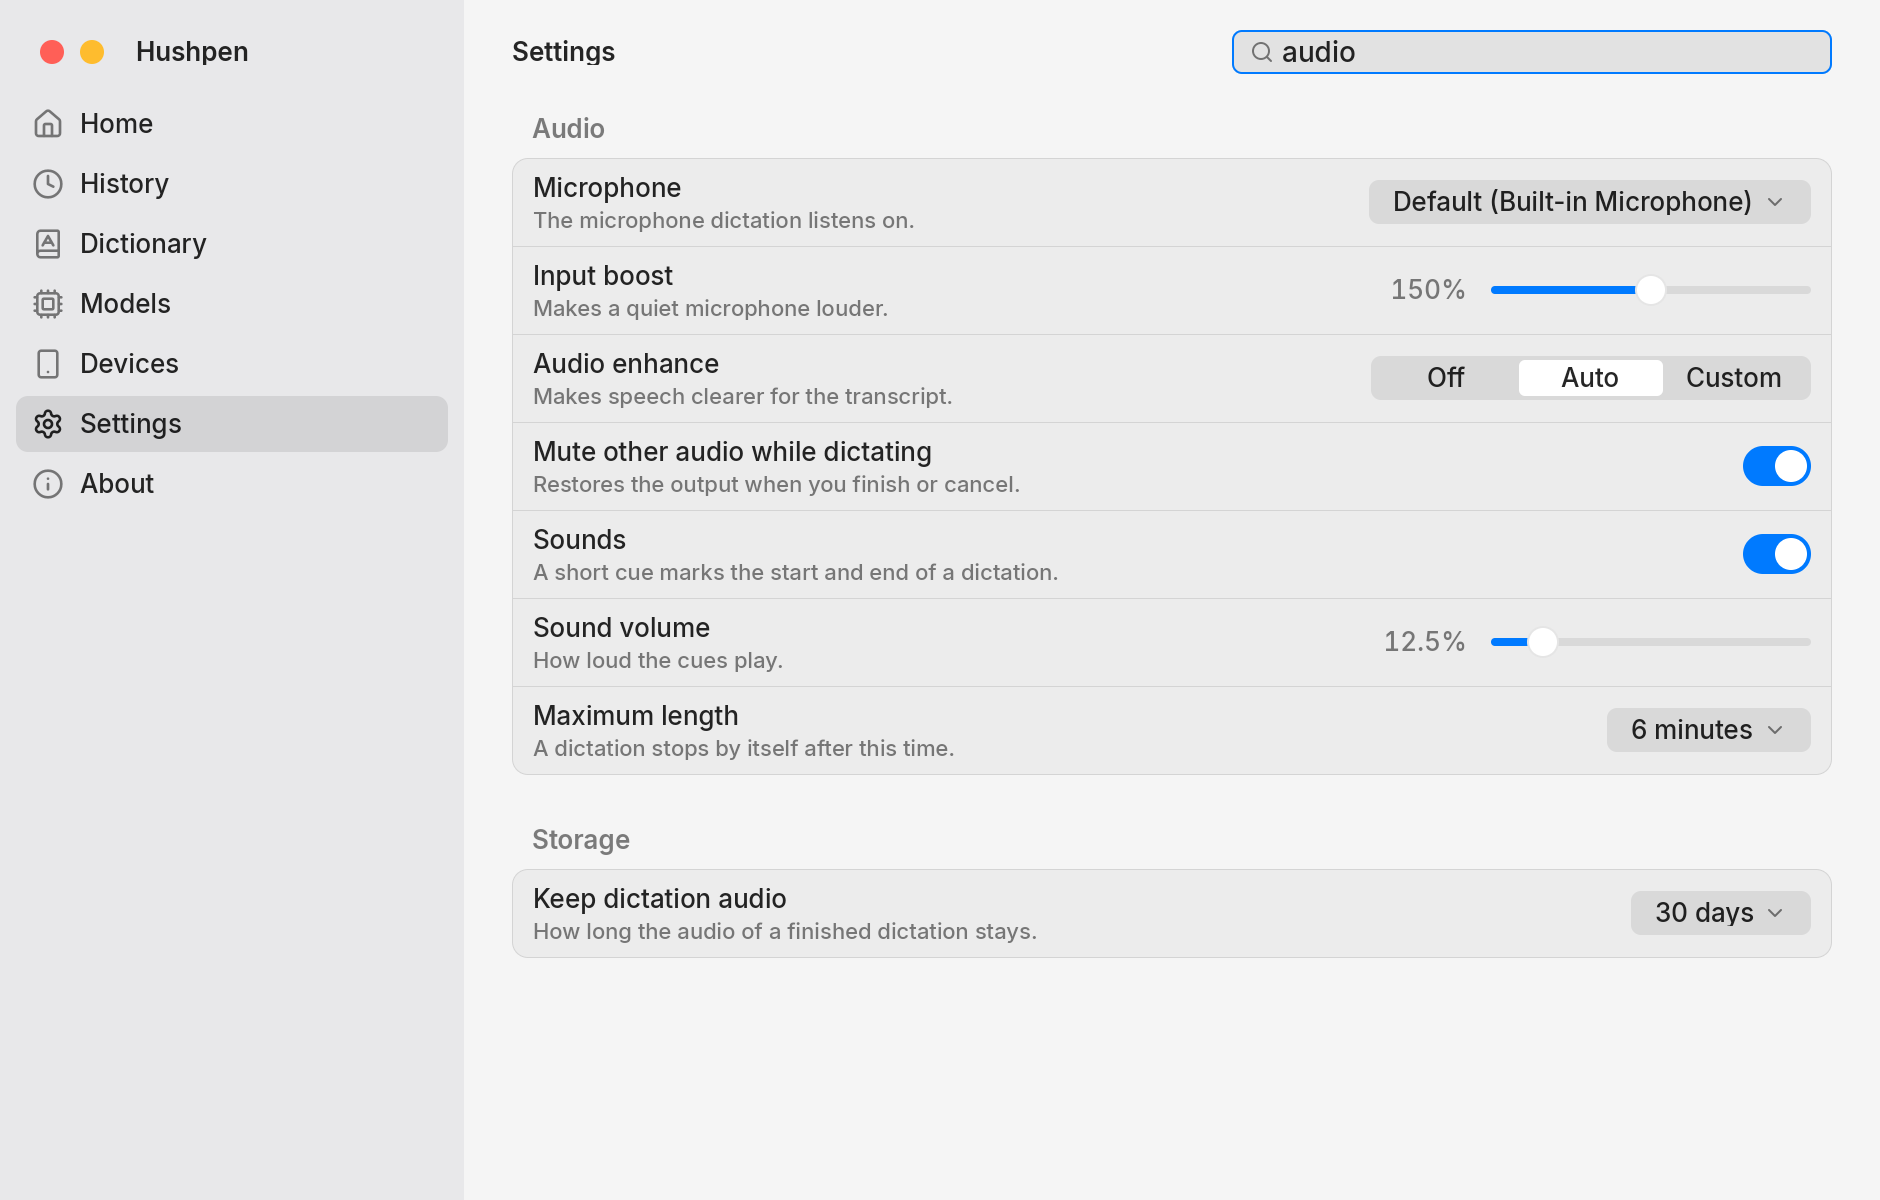 Hushpen
Home
History
Dictionary
Models
Devices
Settings
About
Settings
audio
Audio
Microphone
The microphone dictation listens on.
Default (Built-in Microphone)
Input boost
Makes a quiet microphone louder.
150%
Audio enhance
Makes speech clearer for the transcript.
Off Auto Custom
Mute other audio while dictating
Restores the output when you finish or cancel.
Sounds
A short cue marks the start and end of a dictation.
Sound volume
How loud the cues play.
12.5%
Maximum length
A dictation stops by itself after this time.
6 minutes
Storage
Keep dictation audio
How long the audio of a finished dictation stays.
30 days